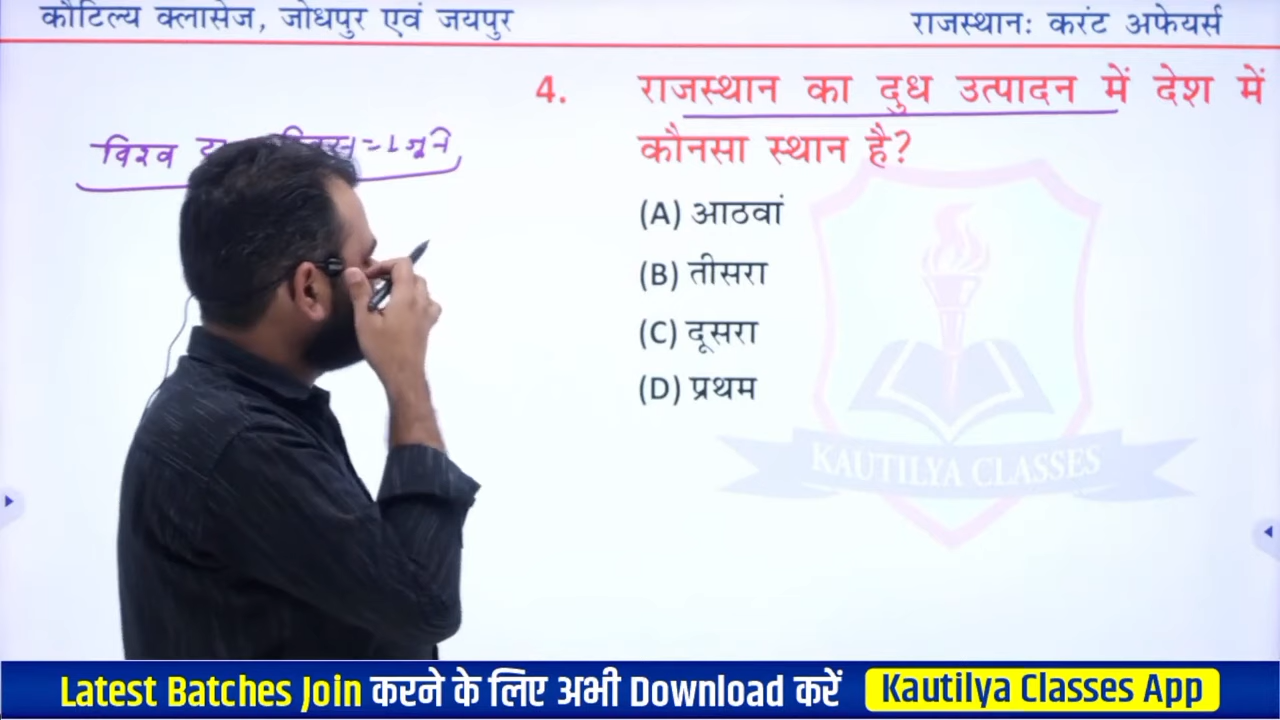 कौटिल्य क्लासेज, जोधपुर एवं जयपुर
राजस्थानः करंट अफेयर्स
विश्व = 1 जून
4. राजस्थान का दुध उत्पादन में देश में
कौनसा स्थान है?
(A) आठवां
(B) तीसरा
(C) दूसरा
(D) प्रथम
KAUTILYA CLASSES
Latest Batches Join करने के लिए अभी Download करें Kautilya Classes App